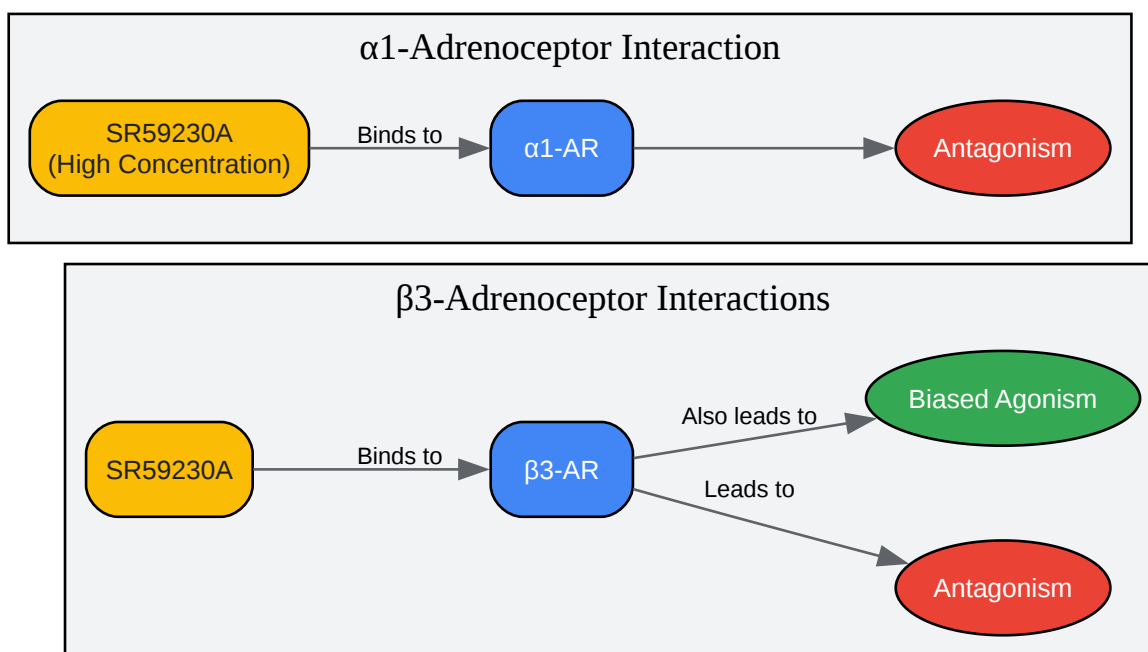 α1-Adrenoceptor Interaction
SR59230A
(High Concentration)
Binds to
α1-AR
Antagonism
β3-Adrenoceptor Interactions
SR59230A
Binds to
β3-AR
Also leads to
Biased Agonism
Leads to
Antagonism